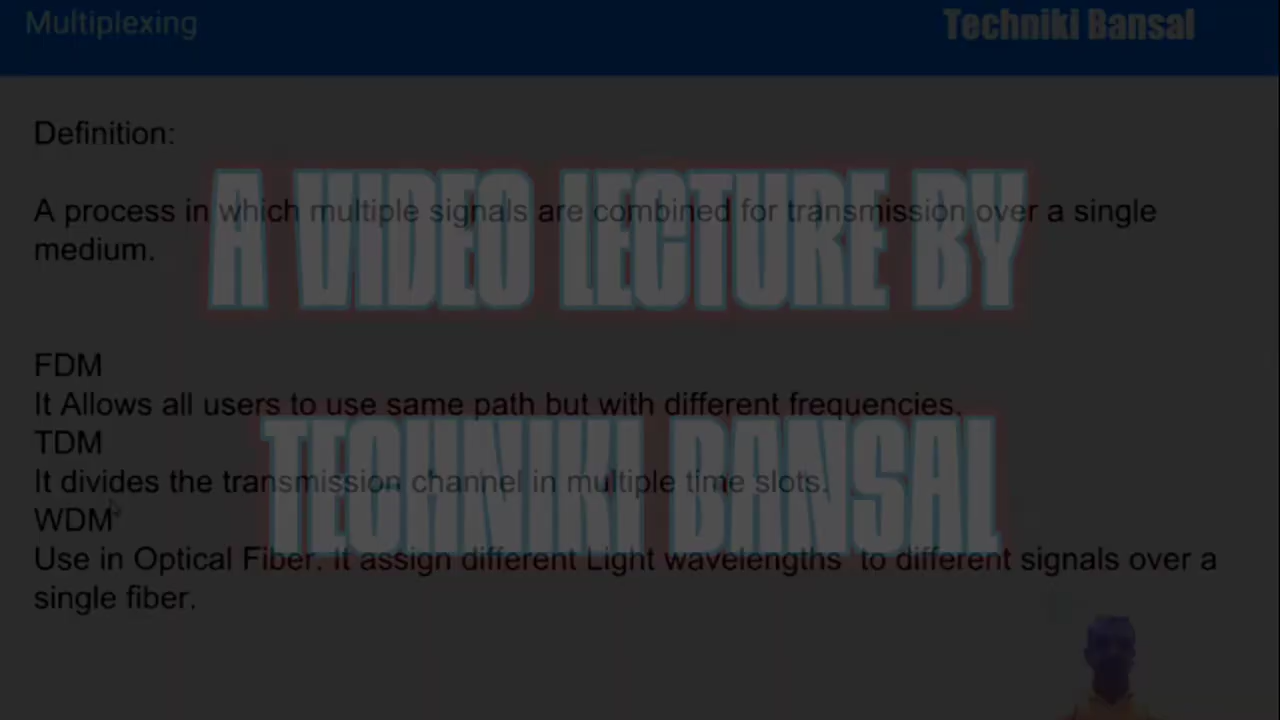 Multiplexing
Techniki Bansal
Definition:
A process in which multiple signals are combined for transmission over a single
medium.
A VIDEO LECTURE BY
FDM
It Allows all users to use same path but with different frequencies.
TDM
It divides the transmission channel in multiple time slots.
TECHNIKI BANSAL
WDM
Use in Optical Fiber. It assign different Light wavelengths to different signals over a
single fiber.